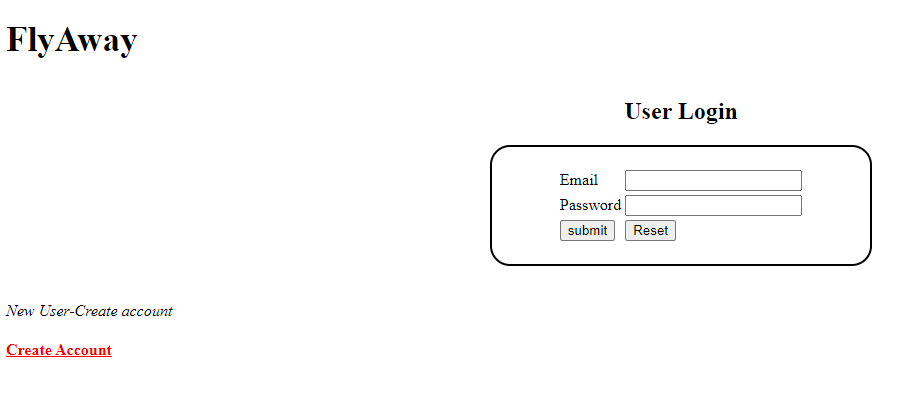 FlyAway
User Login
Email
Password
submit Reset
New User-Create account
Create Account